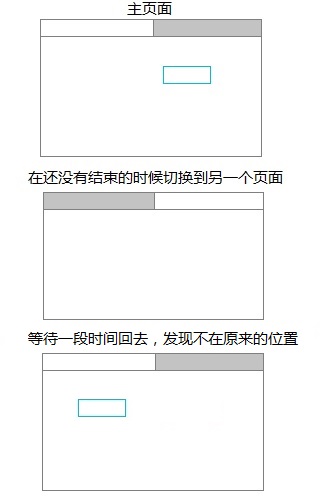 主页面
在还没有结束的时候切换到另一个页面
等待一段时间回去，发现不在原来的位置